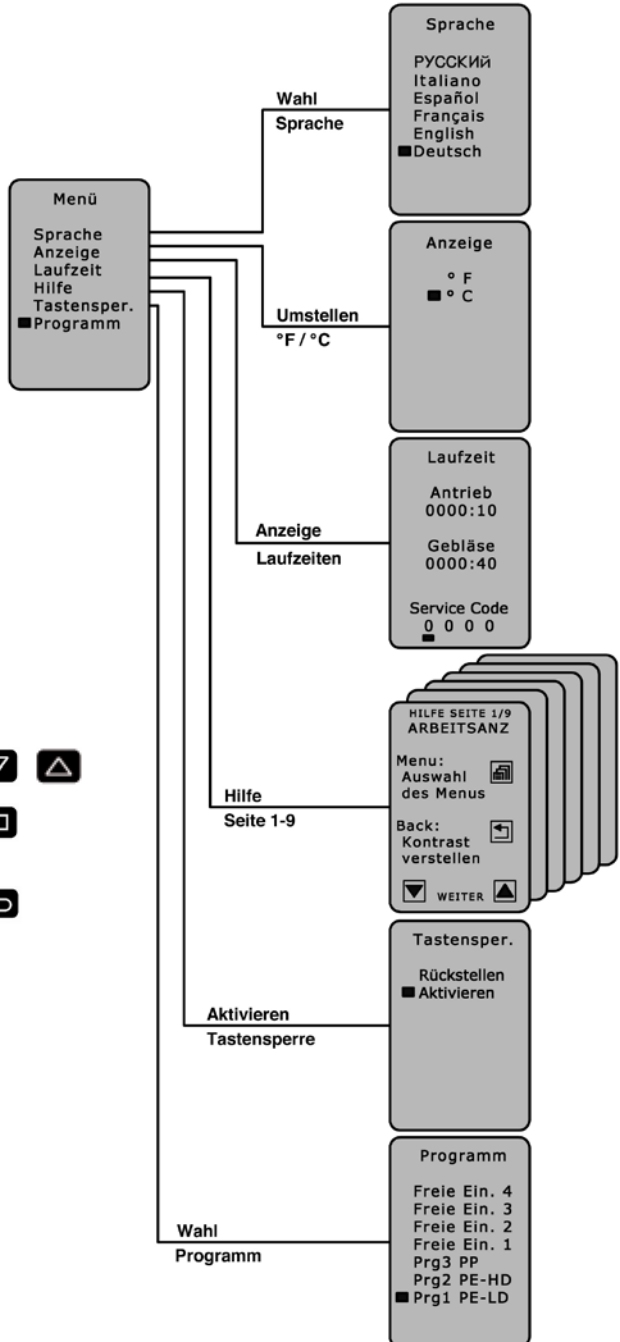 Menü
Sprache
Anzeige
Laufzeit
Hilfe
Tastensper.
Programm
Wahl
Sprache
Sprache
РУССКИй
Italiano
Español
Français
English
Deutsch
Umstellen
°F / °C
Anzeige
° F
° C
Anzeige
Laufzeiten
Laufzeit
Antrieb
0000:10
Gebläse
0000:40
Service Code
0 0 0 0
Hilfe
Seite 1-9
HILFE SEITE 1/9
ARBEITSANZ
Menu:
Auswahl
des Menus
Back:
Kontrast
verstellen
WEITER
Aktivieren
Tastensperre
Tastensper.
Rückstellen
Aktivieren
Wahl
Programm
Programm
Freie Ein. 4
Freie Ein. 3
Freie Ein. 2
Freie Ein. 1
Prg3 PP
Prg2 PE-HD
Prg1 PE-LD